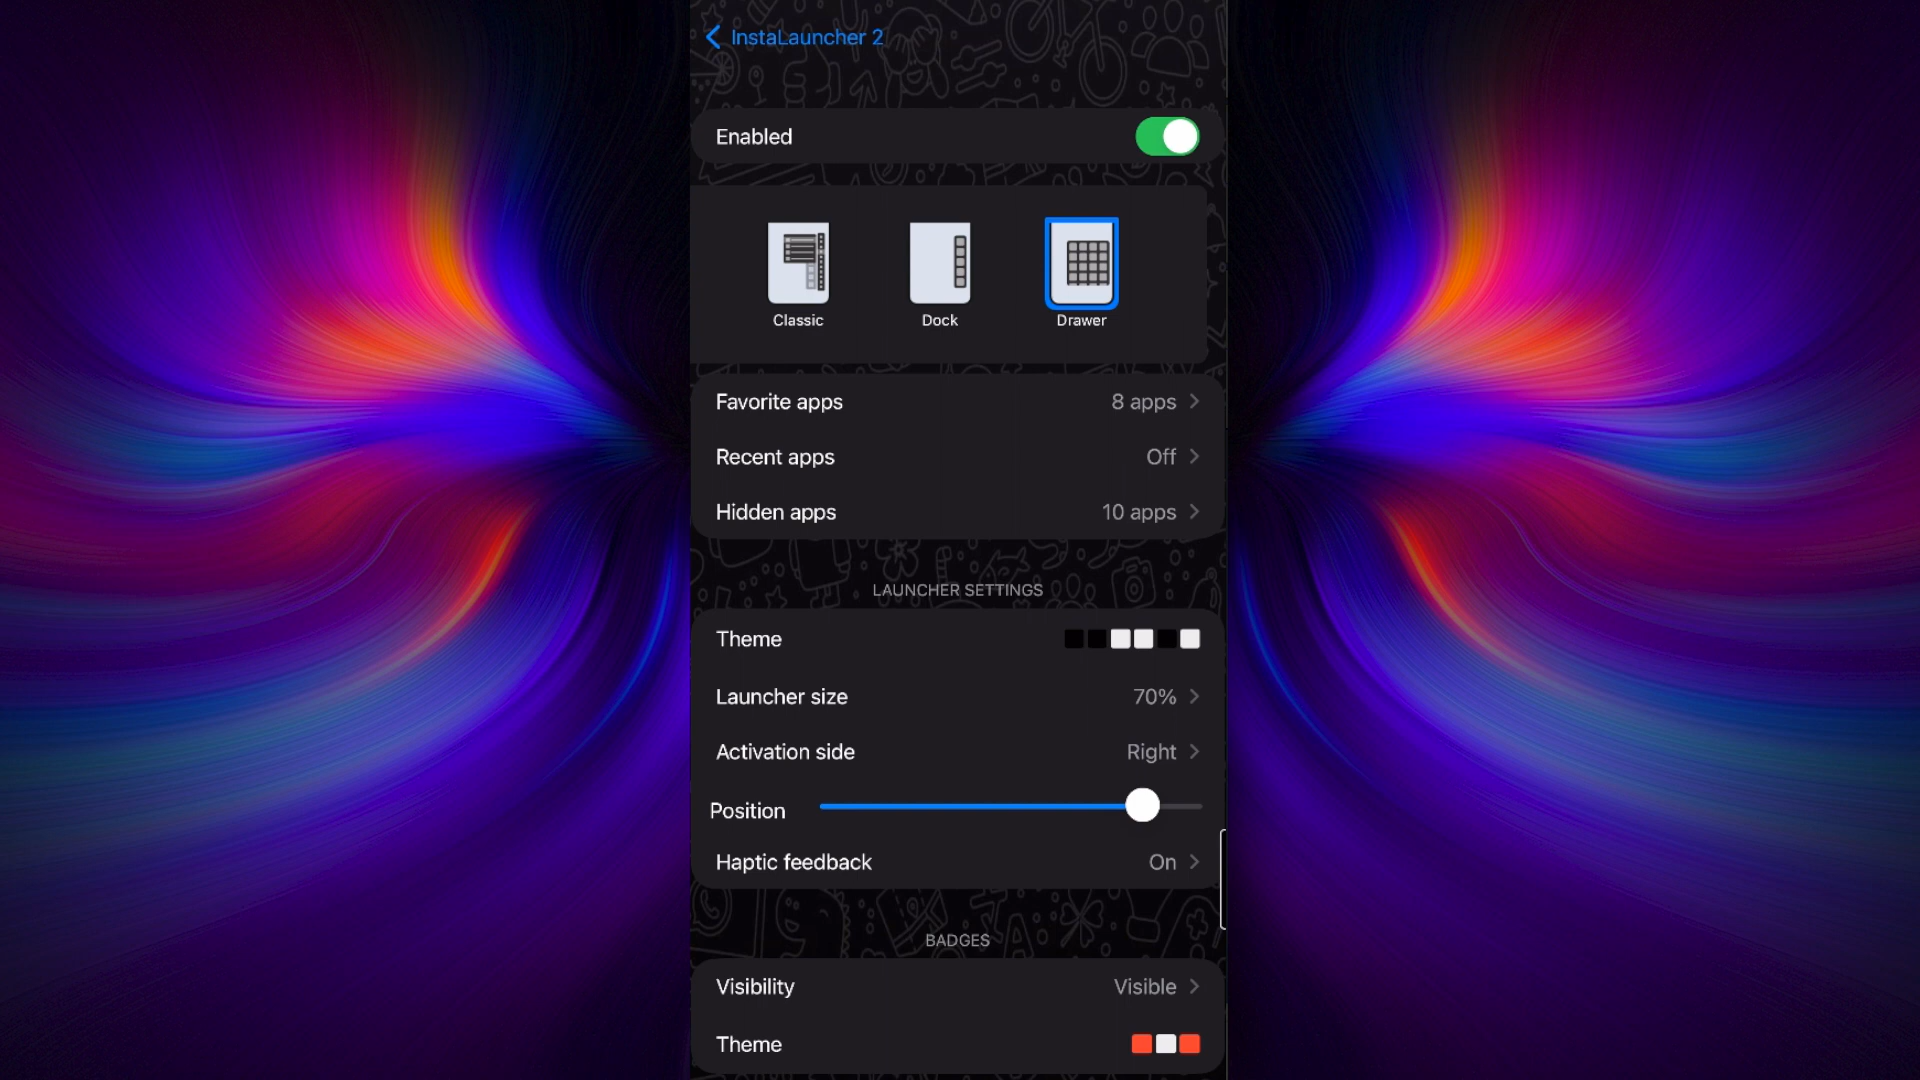 InstaLauncher 2
Enabled
Classic Dock Drawer
Favorite apps 8 apps
Recent apps Off
Hidden apps 10 apps
LAUNCHER SETTINGS
Theme
Launcher size 70%
Activation side Right
Position
Haptic feedback On
BADGES
Visibility Visible
Theme